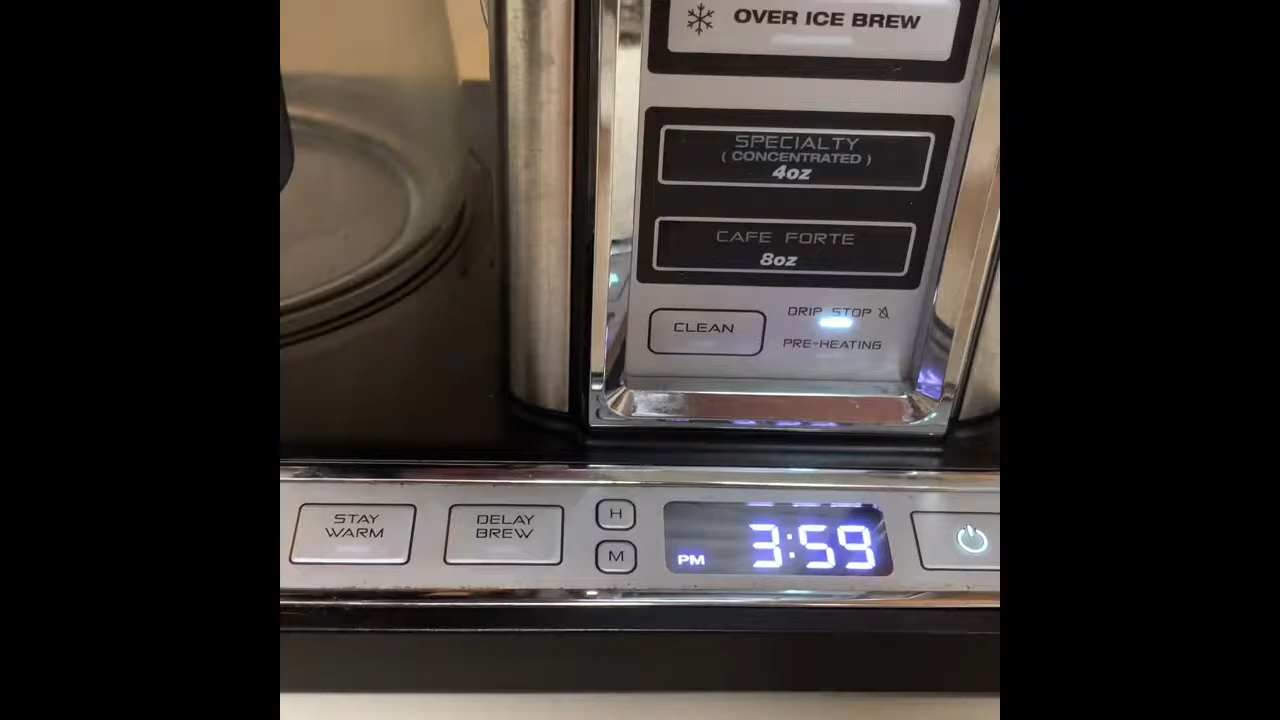 OVER ICE BREW
SPECIALTY
( CONCENTRATED )
4oz
CAFE FORTE
8oz
CLEAN
DRIP STOP
PRE-HEATING
STAY
WARM
DELAY
BREW
H
M
PM 3:59